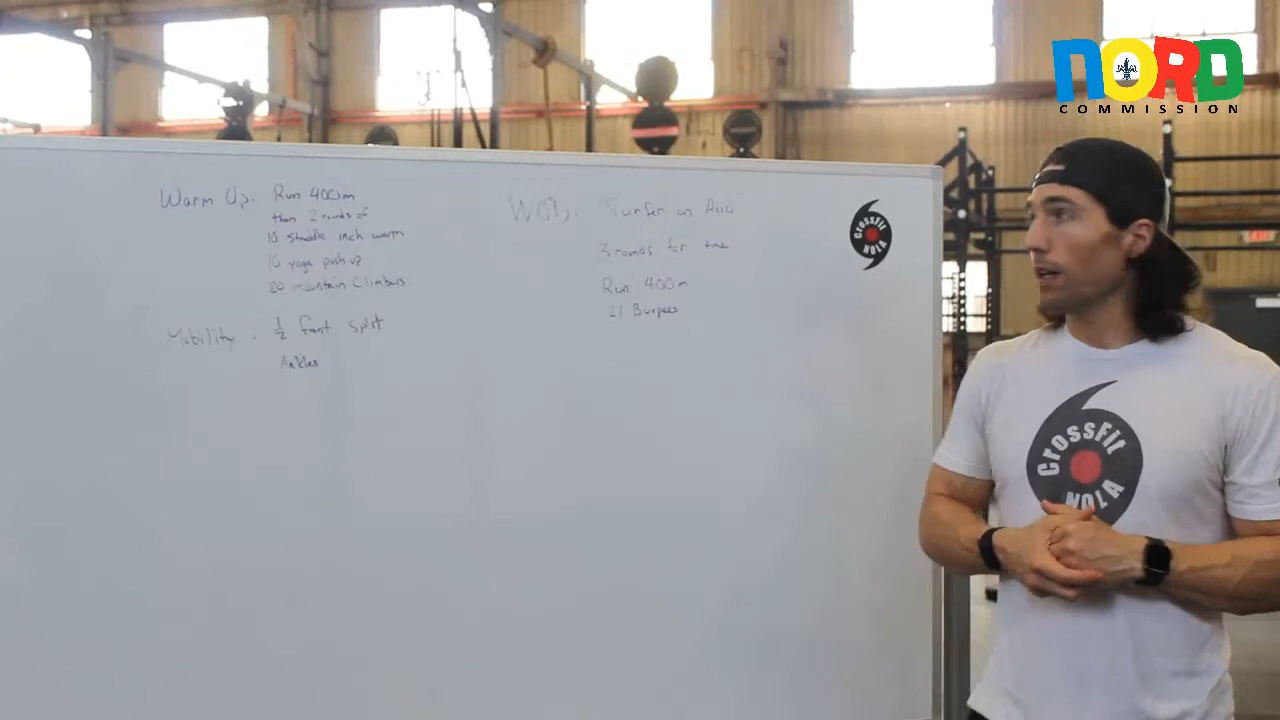 NORD
COMMISSION
Warm Up: Run 400m
then 2 rounds of
10 straddle inch worm
10 yoga push up
20 mountain climbers
Mobility: 1/2 front split
Ankles
WOD: "Surfer on Acid"
3 rounds for time
Run 400m
21 Burpees
CrossFit
NOLA
CrossFit
NOLA
EXIT